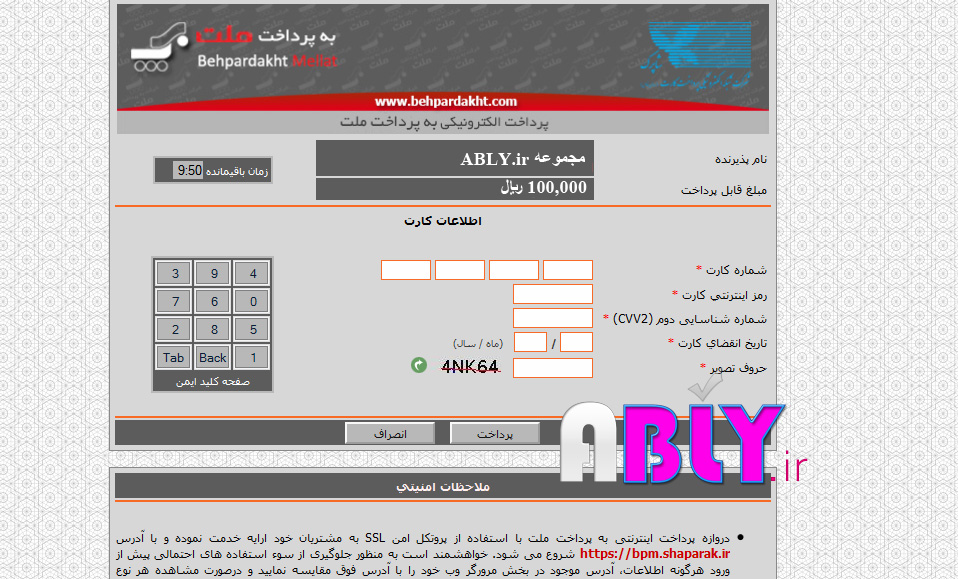 به پرداخت ملت
Behpardakht Mellat
www.behpardakht.com
پرداخت الکترونیکی به پرداخت ملت
نام پذیرنده
مجموعه ABLY.ir
زمان باقیمانده 9:50
مبلغ قابل پرداخت
100,000 ریال
اطلاعات کارت
شماره کارت *
رمز اینترنتي کارت *
شماره شناسایی دوم (CVV2) *
تاریخ انقضاي کارت *
/
(ماه / سال)
حروف تصویر *
4NK64
3 9 4
7 6 0
2 8 5
Tab Back 1
صفحه کلید ایمن
پرداخت
انصراف
ABLY.ir
ملاحظات امنیتي
● دروازه پرداخت اینترنتی به پرداخت ملت با استفاده از پروتکل امن SSL به مشتریان خود ارایه خدمت نموده و با آدرس
https://bpm.shaparak.ir شروع می شود. خواهشمند است به منظور جلوگیری از سوء استفاده های احتمالی پیش از
ورود هرگونه اطلاعات، آدرس موجود در بخش مرورگر وب خود را با آدرس فوق مقایسه نمایید و درصورت مشاهده هر نوع